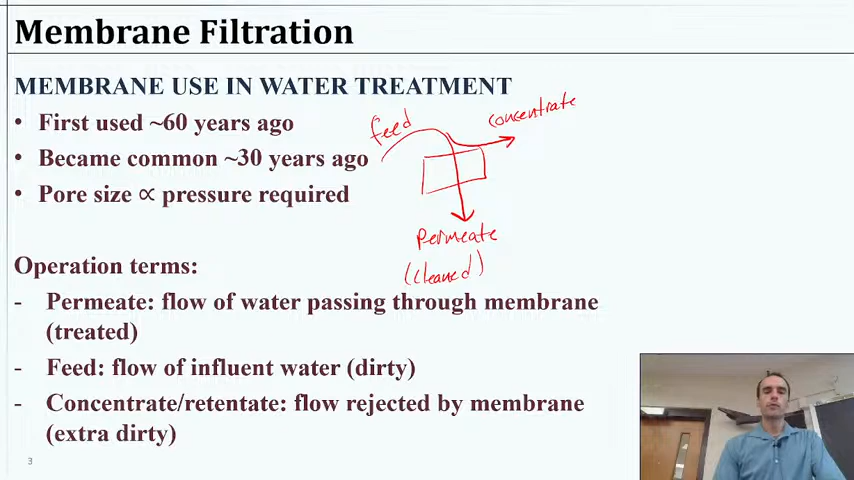 Membrane Filtration
MEMBRANE USE IN WATER TREATMENT
• First used ~60 years ago
• Became common ~30 years ago
• Pore size ∝ pressure required
feed
concentrate
permeate
(cleaned)
Operation terms:
- Permeate: flow of water passing through membrane
(treated)
- Feed: flow of influent water (dirty)
- Concentrate/retentate: flow rejected by membrane
(extra dirty)
3